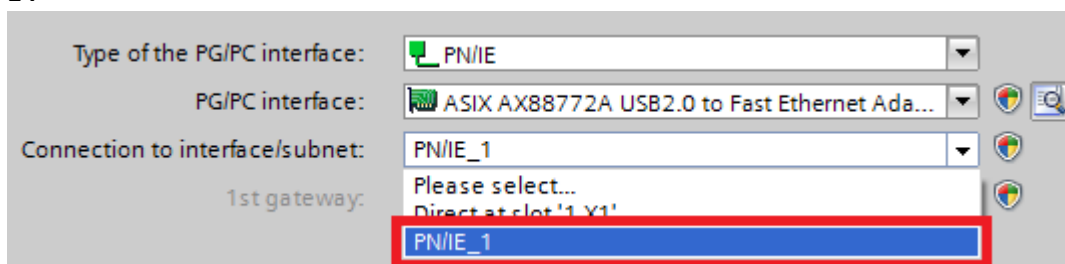 Type of the PG/PC interface: PN/IE
PG/PC interface: ASIX AX88772A USB2.0 to Fast Ethernet Ada...
Connection to interface/subnet: PN/IE_1
1st gateway: Please select...
Direct at slot '1 X1'
PN/IE_1